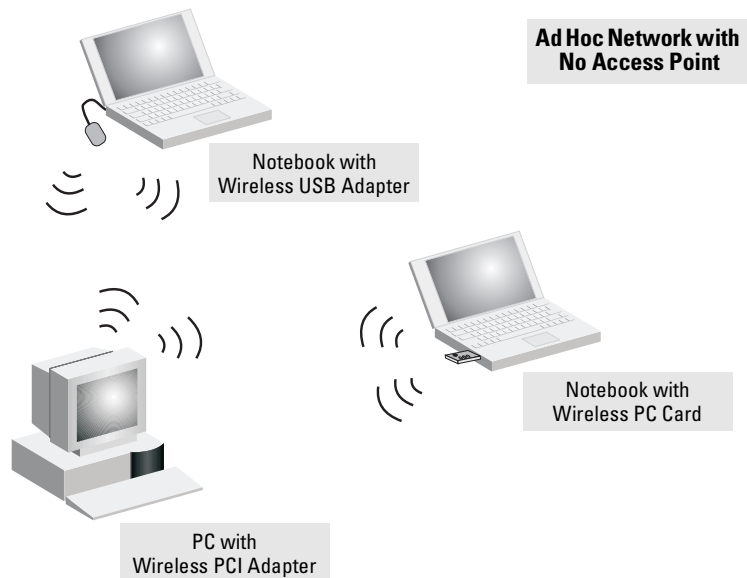 Ad Hoc Network with
No Access Point
Notebook with
Wireless USB Adapter
Notebook with
Wireless PC Card
PC with
Wireless PCI Adapter